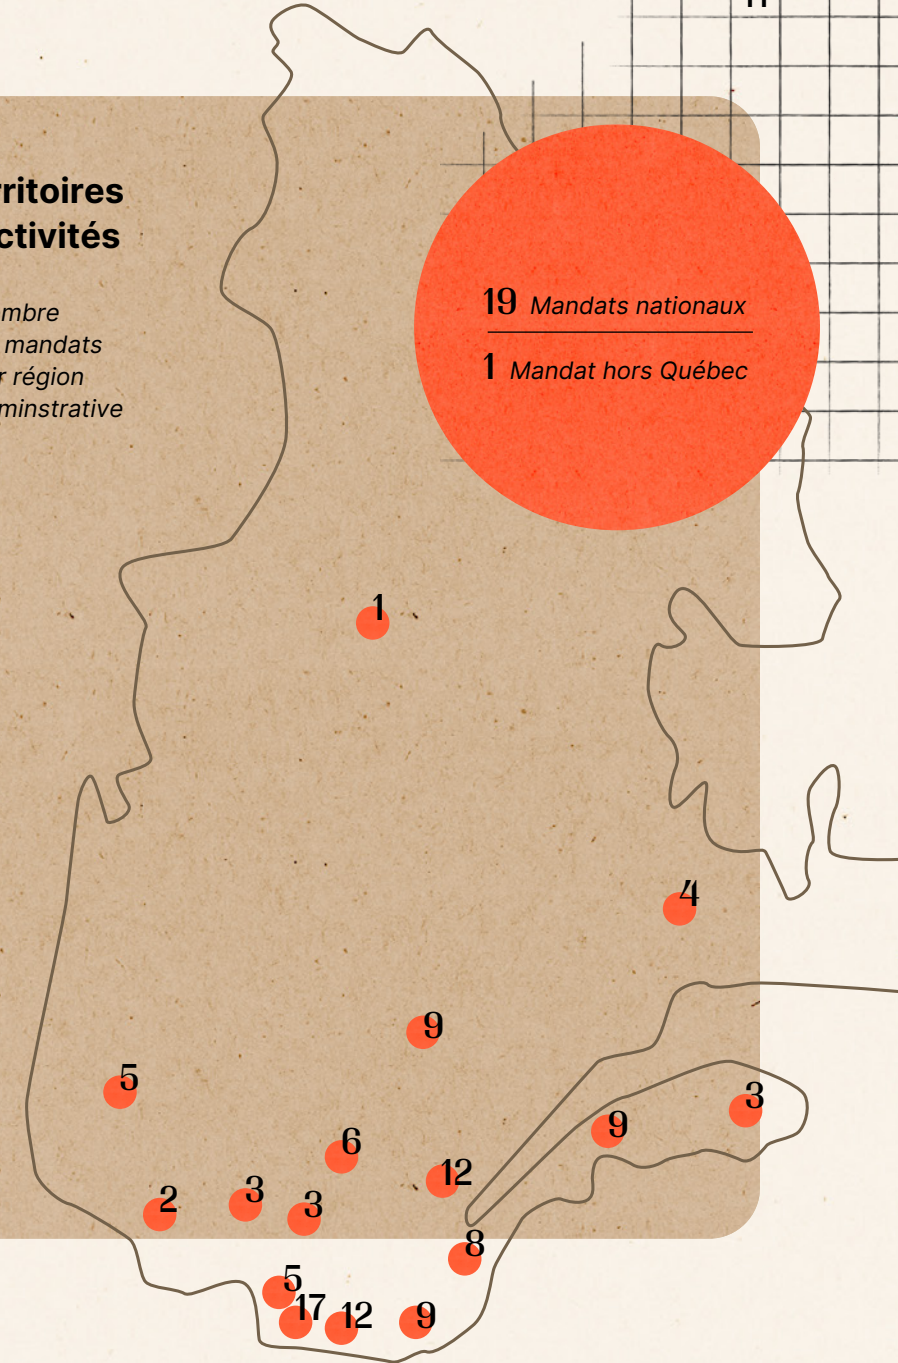 rritoires
ctivités
mbre
mandats
r région
minstrative
19 Mandats nationaux
1 Mandat hors Québec
1
4
9
5
3
9
6
12
3
2
3
8
5
17
12
9